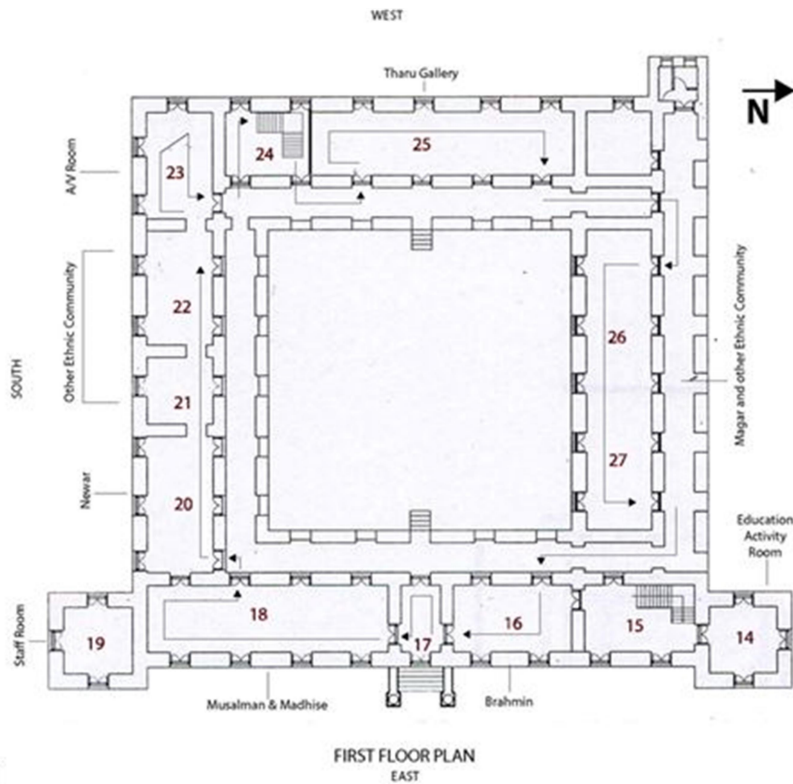 WEST
Tharu Gallery
N
24
25
23
A/V Room
22
26
Other Ethnic Community
SOUTH
21
Magar and other Ethnic Community
27
Newar
20
Education
Activity
Room
18
16
15
14
17
19
Staff Room
Musalman & Madhise
Brahmin
FIRST FLOOR PLAN
EAST